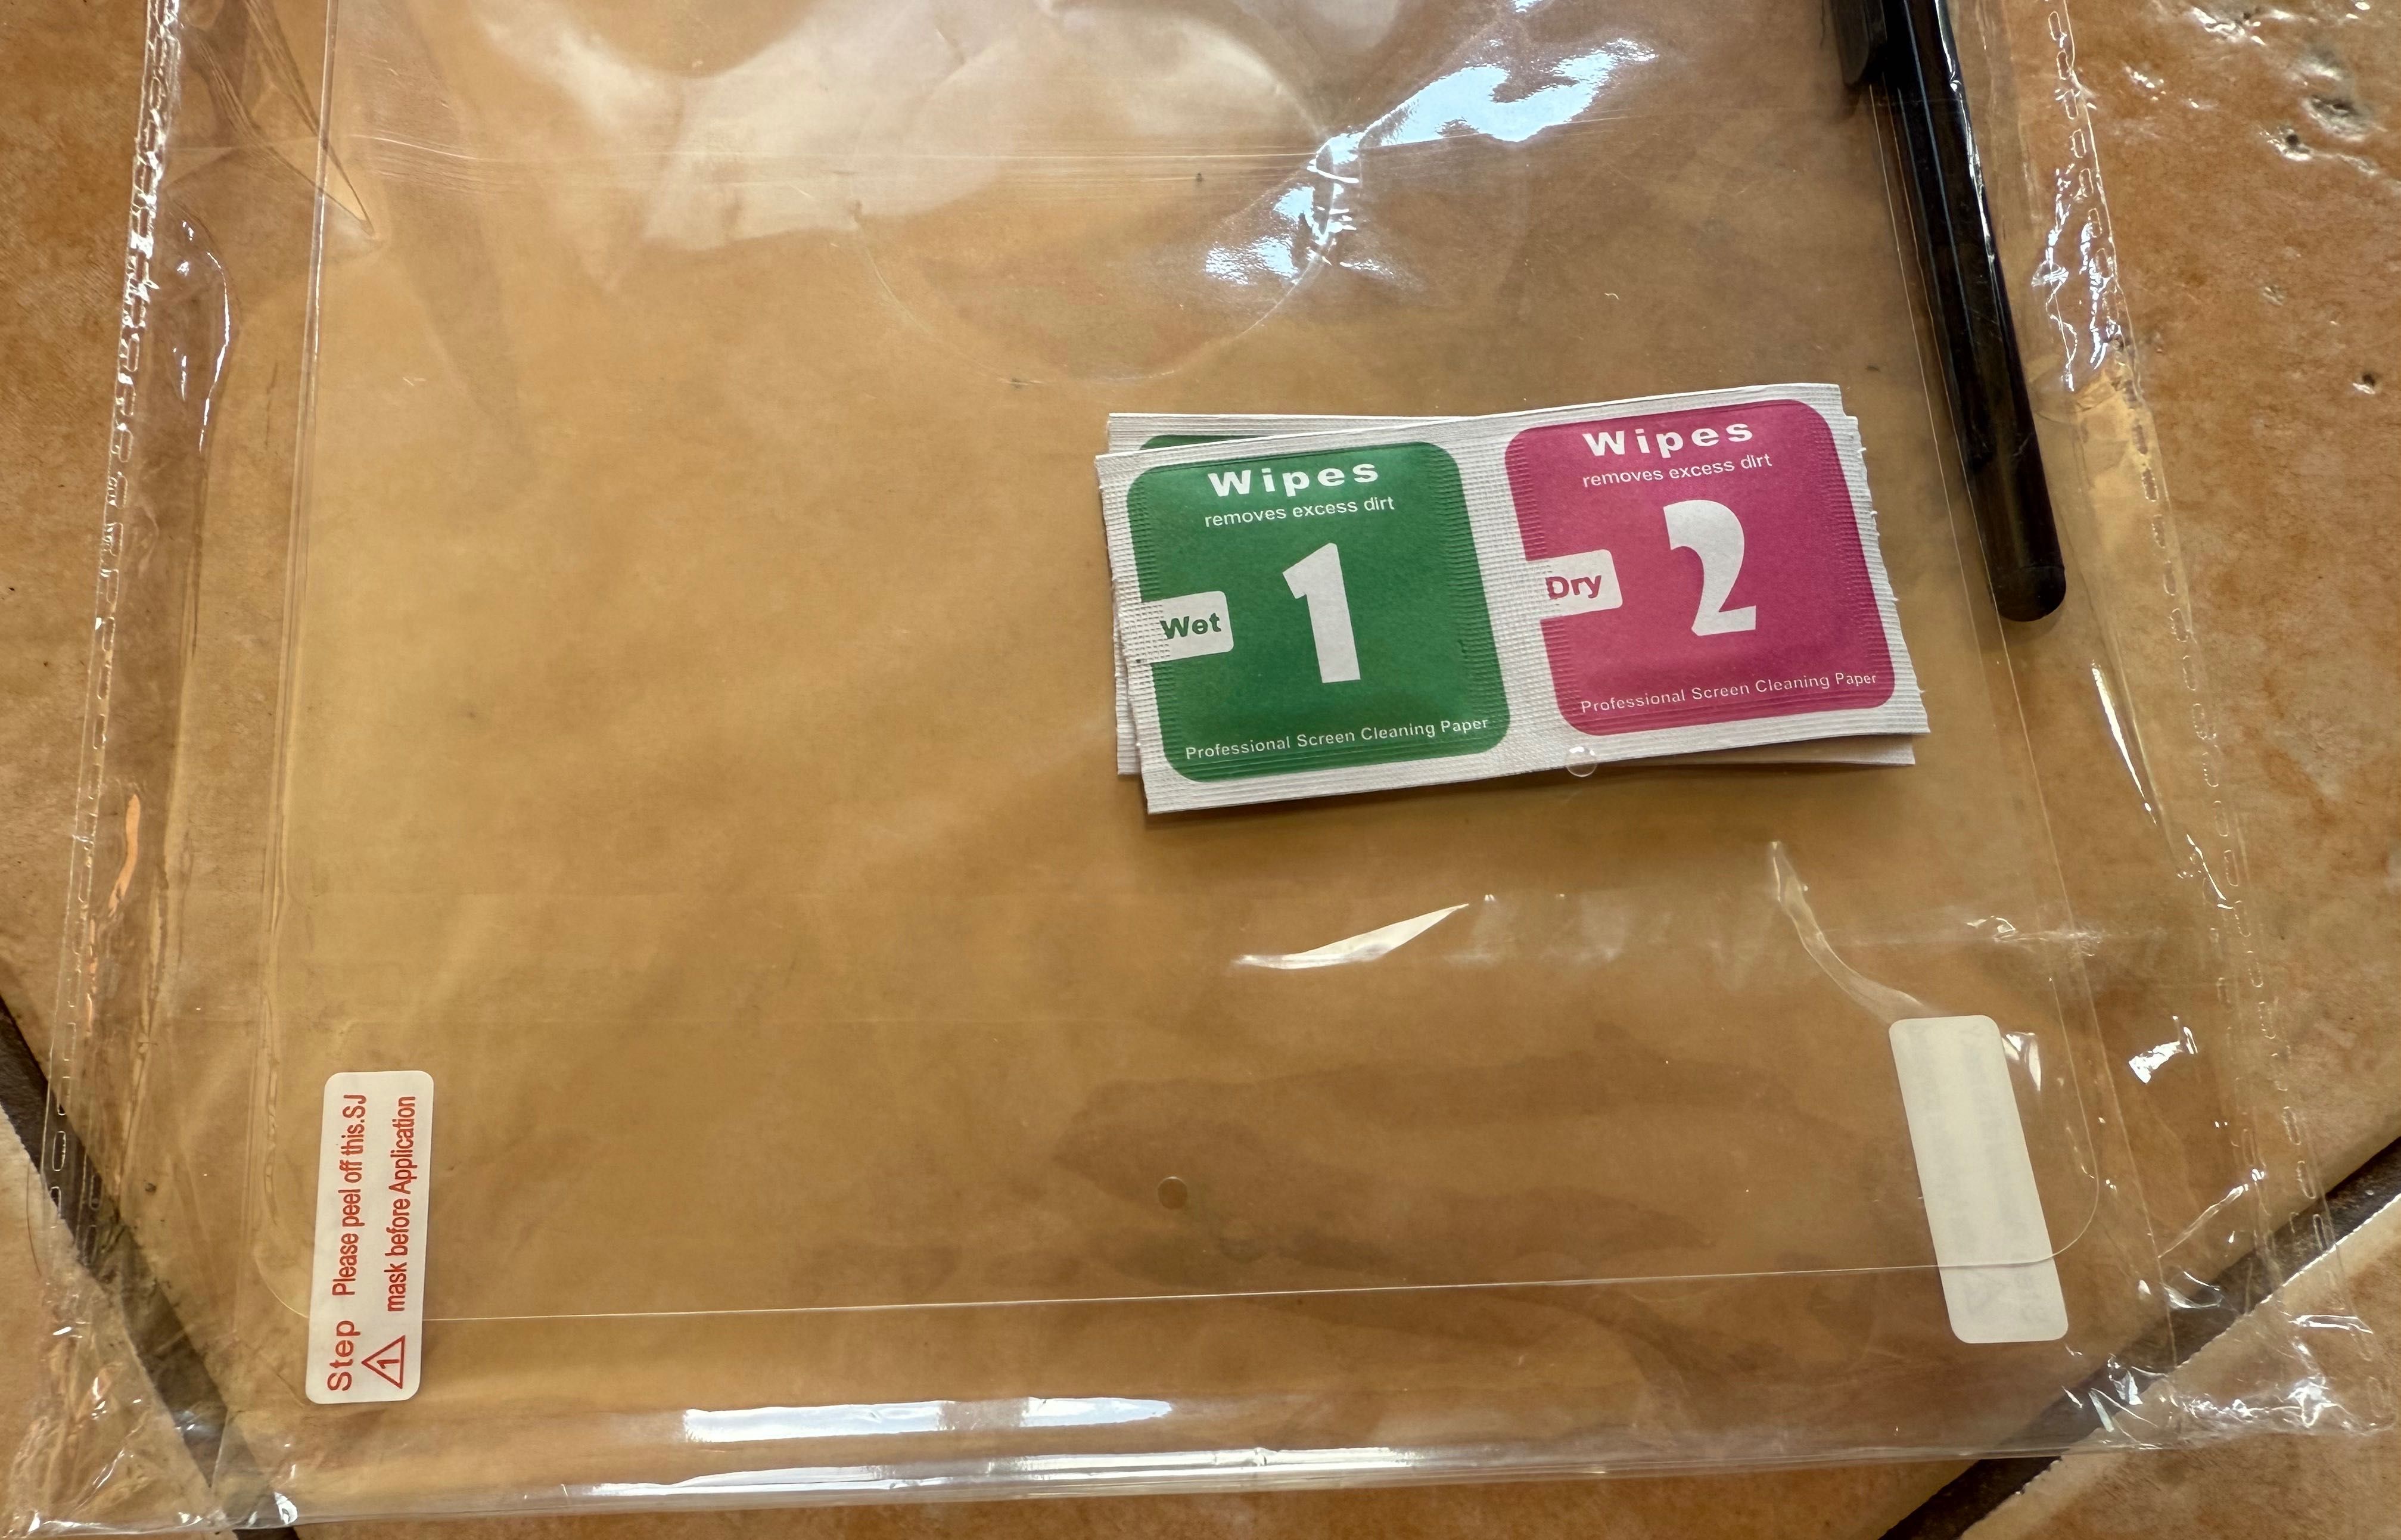 Wipes
removes excess dirt
Wet
1
Professional Screen Cleaning Paper
Wipes
removes excess dirt
Dry
2
Professional Screen Cleaning Paper
Step Please peel off this.SJ
1 mask before Application